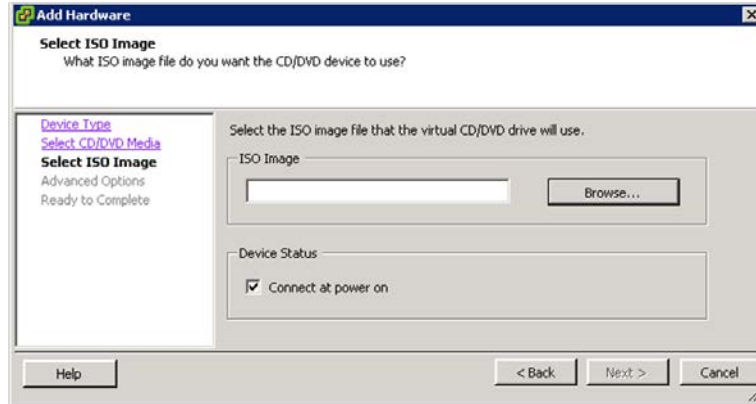 Add Hardware
Select ISO Image
What ISO image file do you want the CD/DVD device to use?
Device Type
Select CD/DVD Media
Select ISO Image
Advanced Options
Ready to Complete
Select the ISO image file that the virtual CD/DVD drive will use.
ISO Image
Browse...
Device Status
Connect at power on
Help
< Back
Next >
Cancel